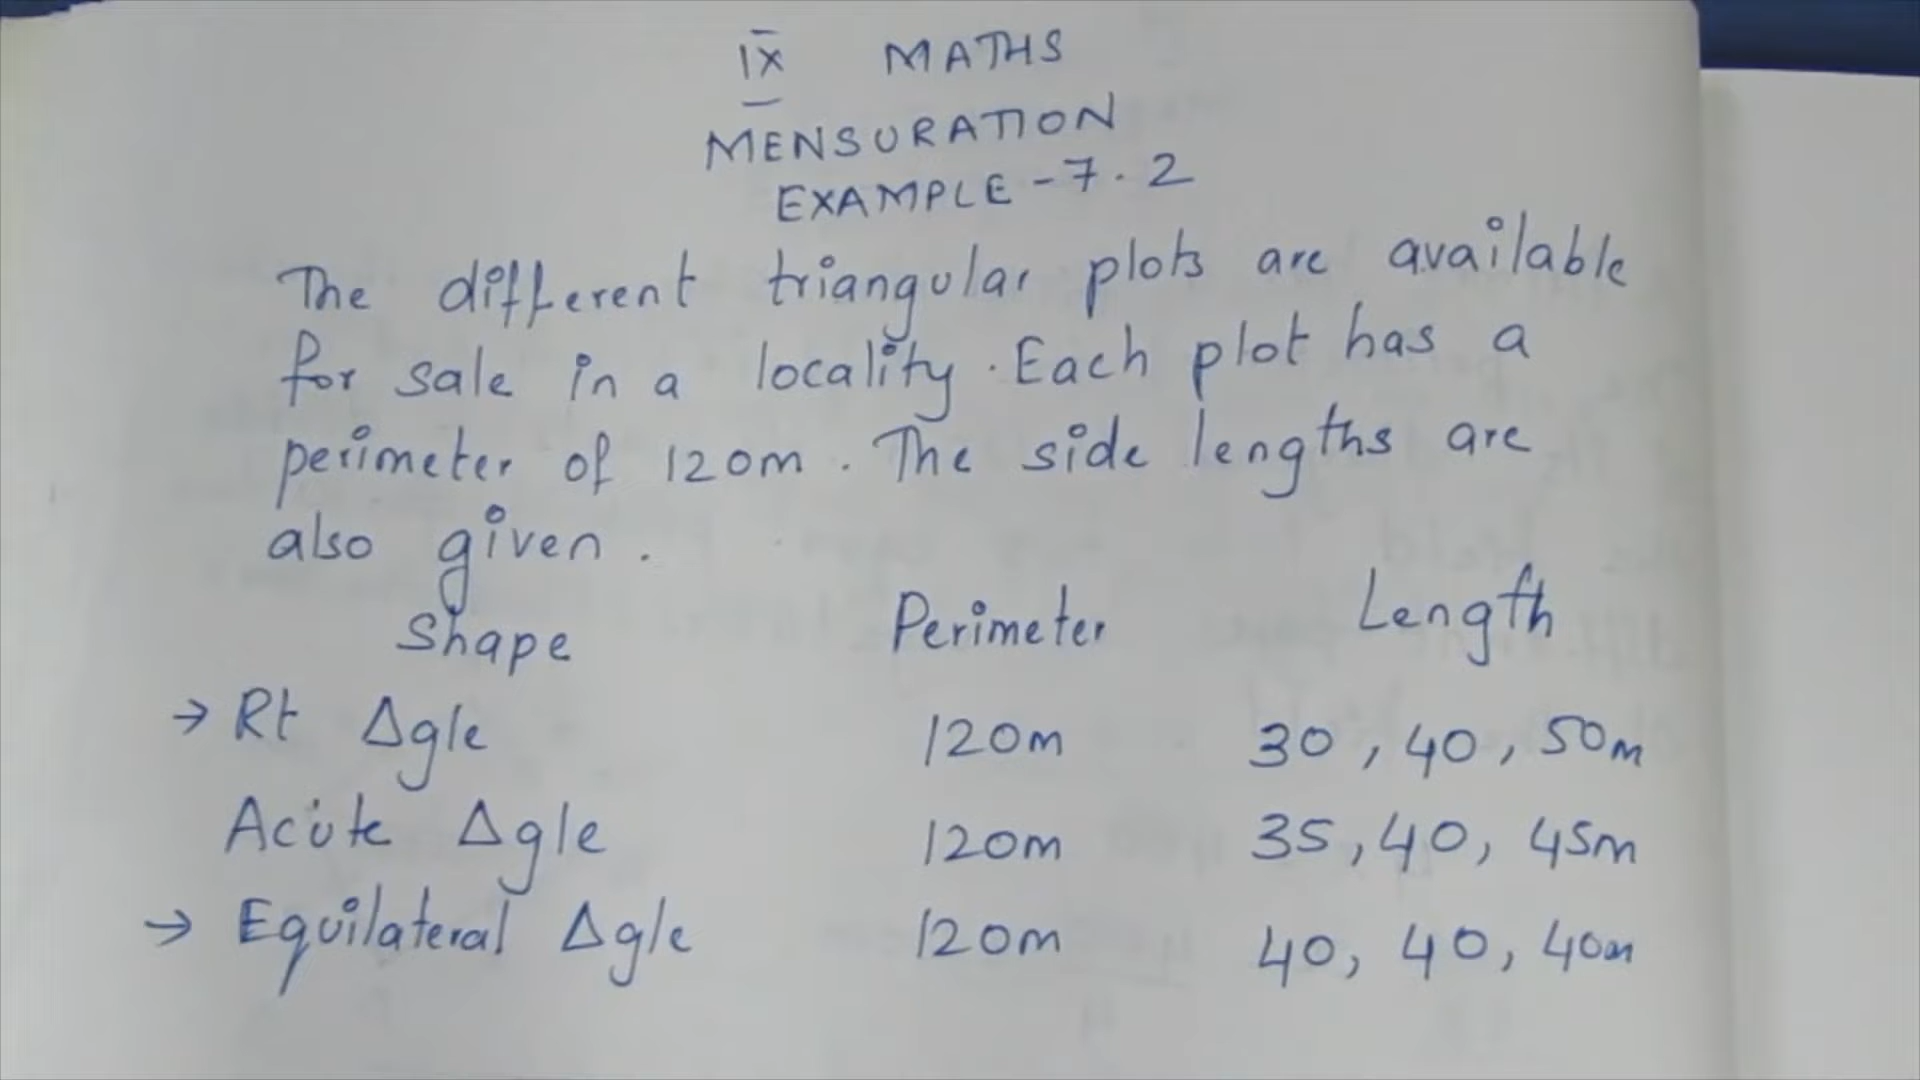 IX MATHS
MENSURATION
EXAMPLE - 7.2
The different triangular plots are available
for sale in a locality. Each plot has a
perimeter of 120m. The side lengths are
also given.
Shape Perimeter Length
→ Rt Δgle 120m 30, 40, 50m
Acute Δgle 120m 35, 40, 45m
→ Equilateral Δgle 120m 40, 40, 40m